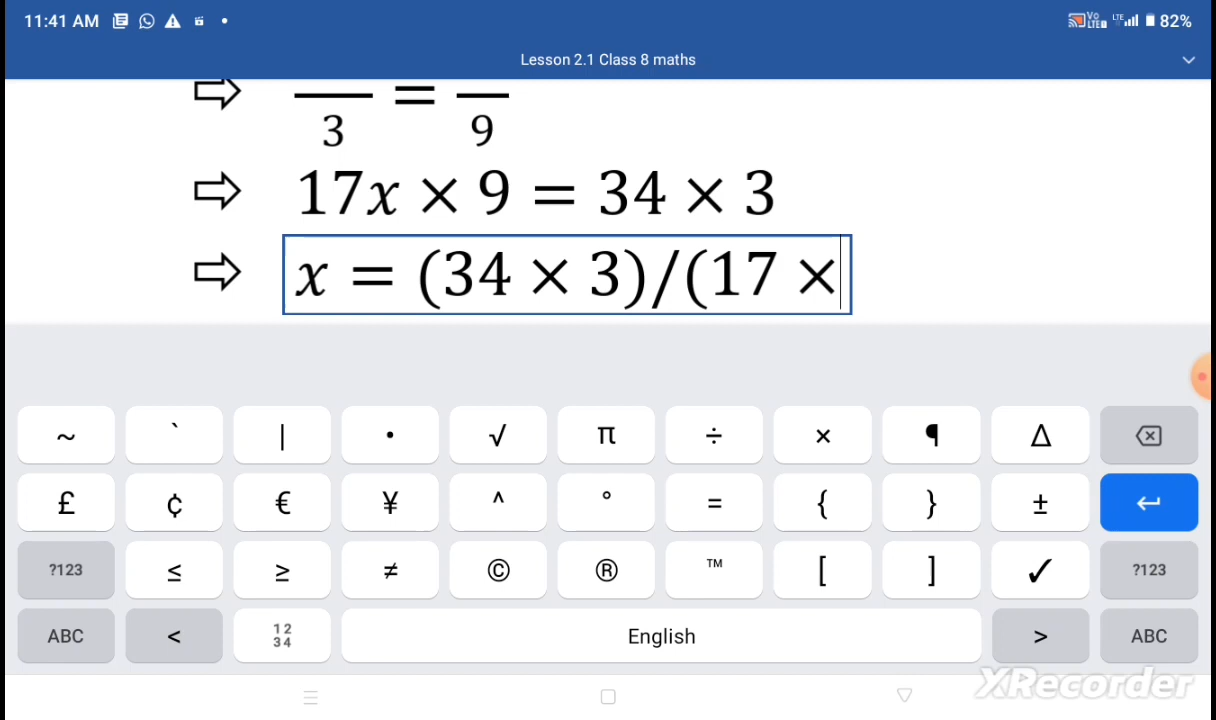 11:41 AM
LTE 82%
Lesson 2.1 Class 8 maths
⇨ — = —
3 9
⇨ 17x × 9 = 34 × 3
⇨ x = (34 × 3)/(17 ×
~ ` | • √ π ÷ × ¶ Δ
£ ¢ € ¥ ^ ° = { } ±
?123 ≤ ≥ ≠ © ® ™ [ ] ✓ ?123
ABC < 12 34 English > ABC
XRecorder